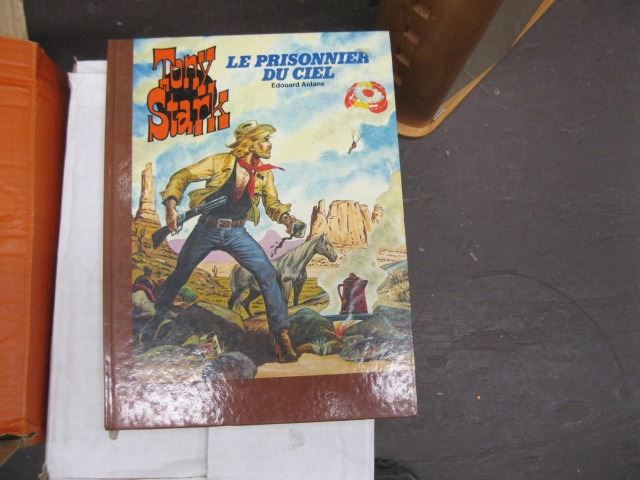 Tony
Stark
LE PRISONNIER
DU CIEL
Edouard Aidans